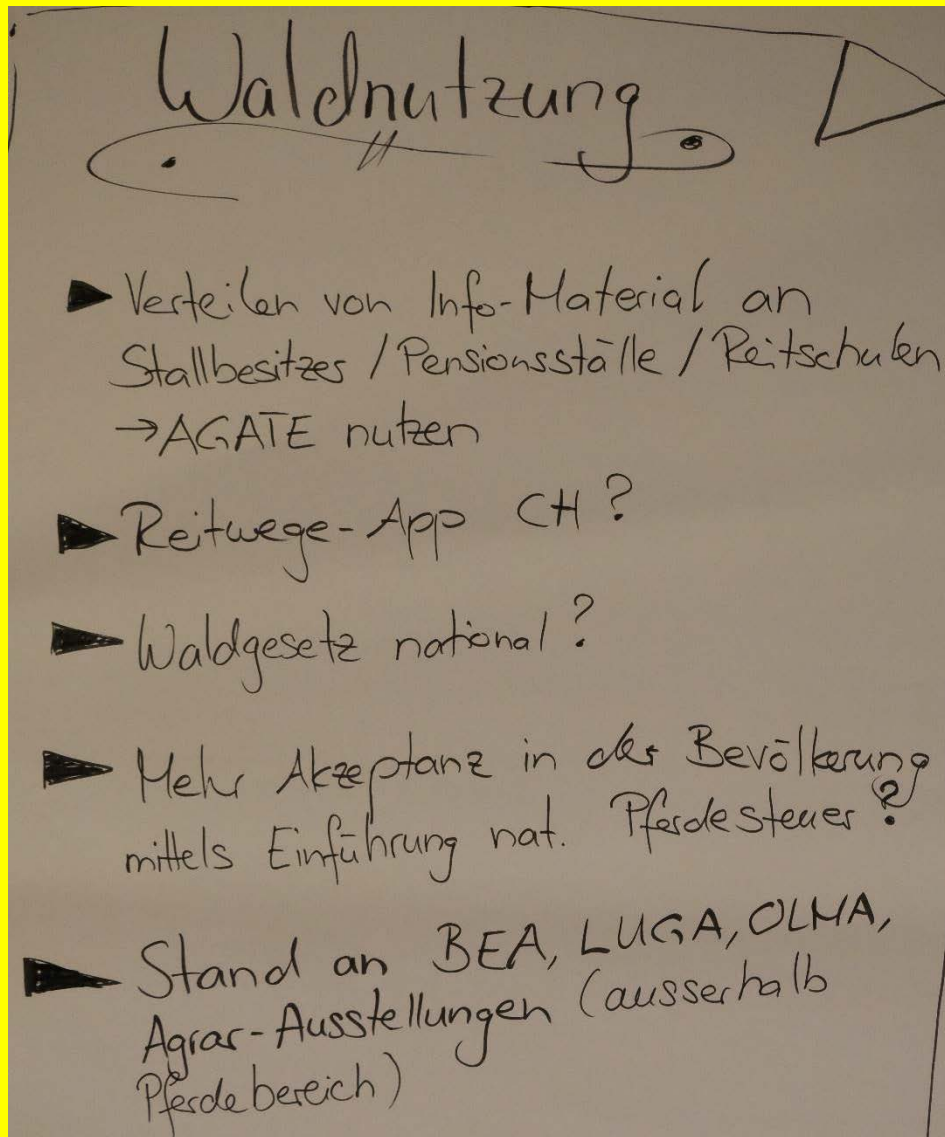 Waldnutzung
Verteilen von Info-Material an
Stallbesitzer / Pensionsställe / Reitschulen
→ AGATE nutzen
Reitwege-App CH?
Waldgesetz national?
Mehr Akzeptanz in der Bevölkerung
mittels Einführung nat. Pferdesteuer?
Stand an BEA, LUGA, OLMA,
Agrar-Ausstellungen (ausserhalb
Pferdebereich)